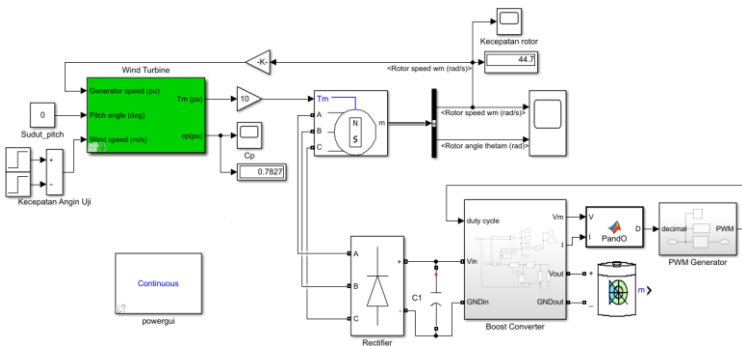 Kecepatan rotor
-K-
<Rotor speed wm (rad/s)>
44.7
Wind Turbine
Generator speed (pu)
Tm (pu)
10
Tm
N
S
m
<Rotor speed wm (rad/s)>
0
Pitch angle (deg)
Sudut_pitch
A
B
C
cp(pu)
Wind speed (m/s)
Cp
<Rotor angle thetam (rad)>
+
-
0.7827
Kecepatan Angin Uji
duty cycle
Vm
V
I
I
PandO
D
decimal
PWM
PWM Generator
A
B
C
+
-
Rectifier
C1
+
Vin
GNDin
Vout
GNDout
Boost Converter
+
-
m
Continuous
powergui